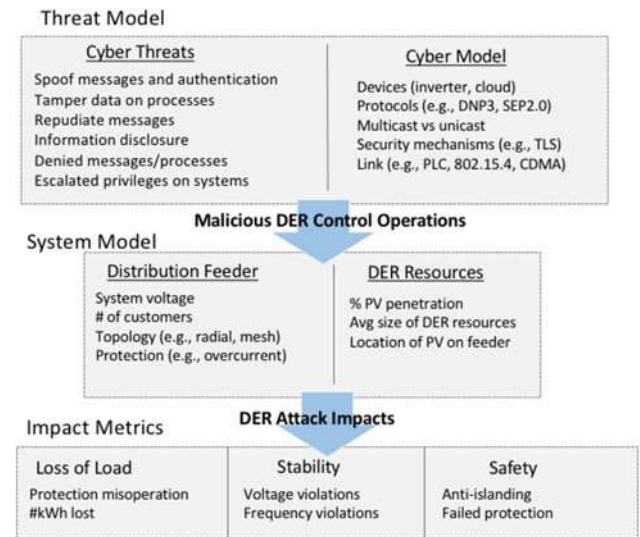 Threat Model
Cyber Threats
Spoof messages and authentication
Tamper data on processes
Repudiate messages
Information disclosure
Denied messages/processes
Escalated privileges on systems
Cyber Model
Devices (inverter, cloud)
Protocols (e.g., DNP3, SEP2.0)
Multicast vs unicast
Security mechanisms (e.g., TLS)
Link (e.g., PLC, 802.15.4, CDMA)
Malicious DER Control Operations
System Model
Distribution Feeder
System voltage
# of customers
Topology (e.g., radial, mesh)
Protection (e.g., overcurrent)
DER Resources
% PV penetration
Avg size of DER resources
Location of PV on feeder
DER Attack Impacts
Impact Metrics
Loss of Load
Protection misoperation
#kWh lost
Stability
Voltage violations
Frequency violations
Safety
Anti-islanding
Failed protection